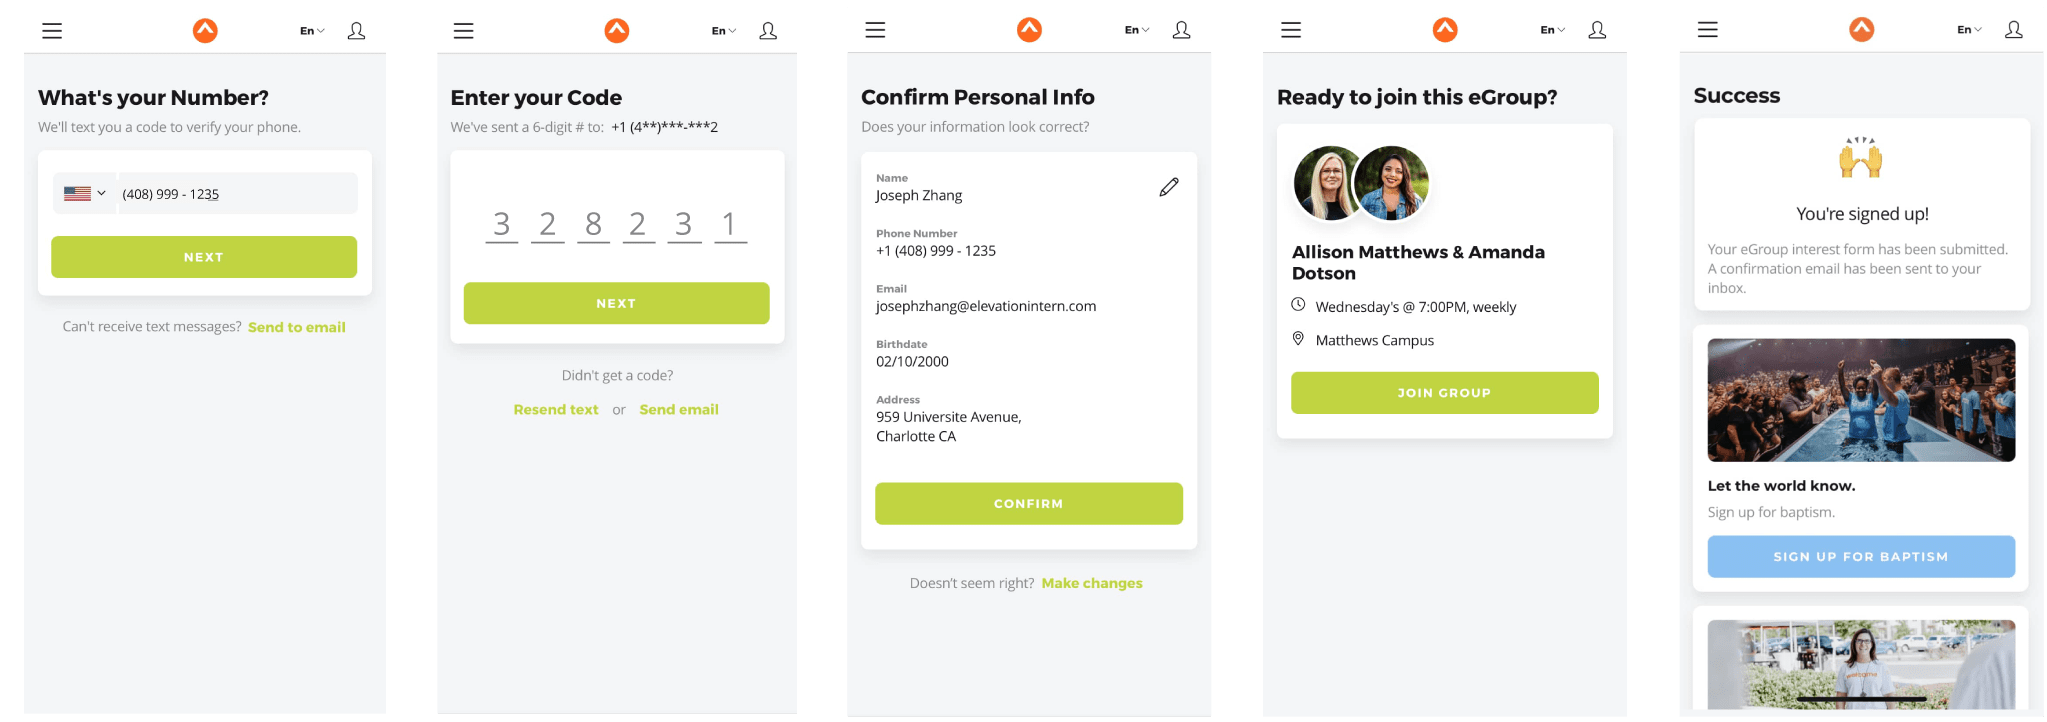 En
What's your Number?
We'll text you a code to verify your phone.
(408) 999 - 1235
NEXT
Can't receive text messages? Send to email
En
Enter your Code
We've sent a 6-digit # to: +1 (4**)***-***2
3 2 8 2 3 1
NEXT
Didn't get a code?
Resend text or Send email
En
Confirm Personal Info
Does your information look correct?
Name
Joseph Zhang
Phone Number
+1 (408) 999 - 1235
Email
josephzhang@elevationintern.com
Birthdate
02/10/2000
Address
959 Universite Avenue,
Charlotte CA
CONFIRM
Doesn't seem right? Make changes
En
Ready to join this eGroup?
Allison Matthews & Amanda
Dotson
Wednesday's @ 7:00PM, weekly
Matthews Campus
JOIN GROUP
En
Success
You're signed up!
Your eGroup interest form has been submitted.
A confirmation email has been sent to your
inbox.
Let the world know.
Sign up for baptism.
SIGN UP FOR BAPTISM